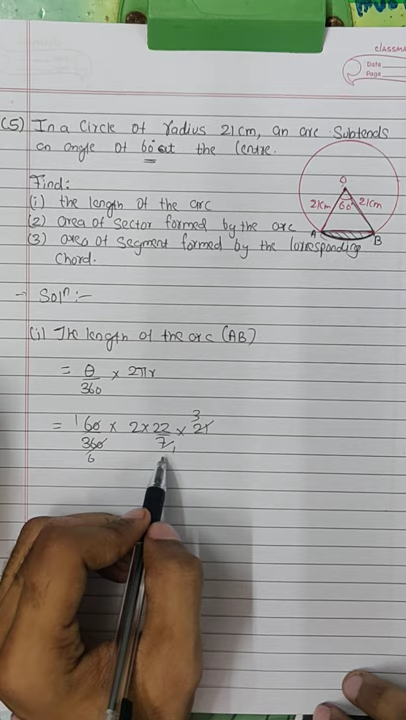 CLASSMA
Date
Page
(5) In a Circle of radius 21 cm, an arc Subtends
an angle of 60° at the Centre.
O
21cm 60° 21cm
A B
Find:
(i) the length of the arc
(2) area of sector formed by the arc
(3) area of segment formed by the Corresponding
Chord.
→ Solⁿ:-
(i) The length of the arc (AB)
= θ/360 × 2πr
= 60/360 × 2×22/7 × 21
1 6 1 3